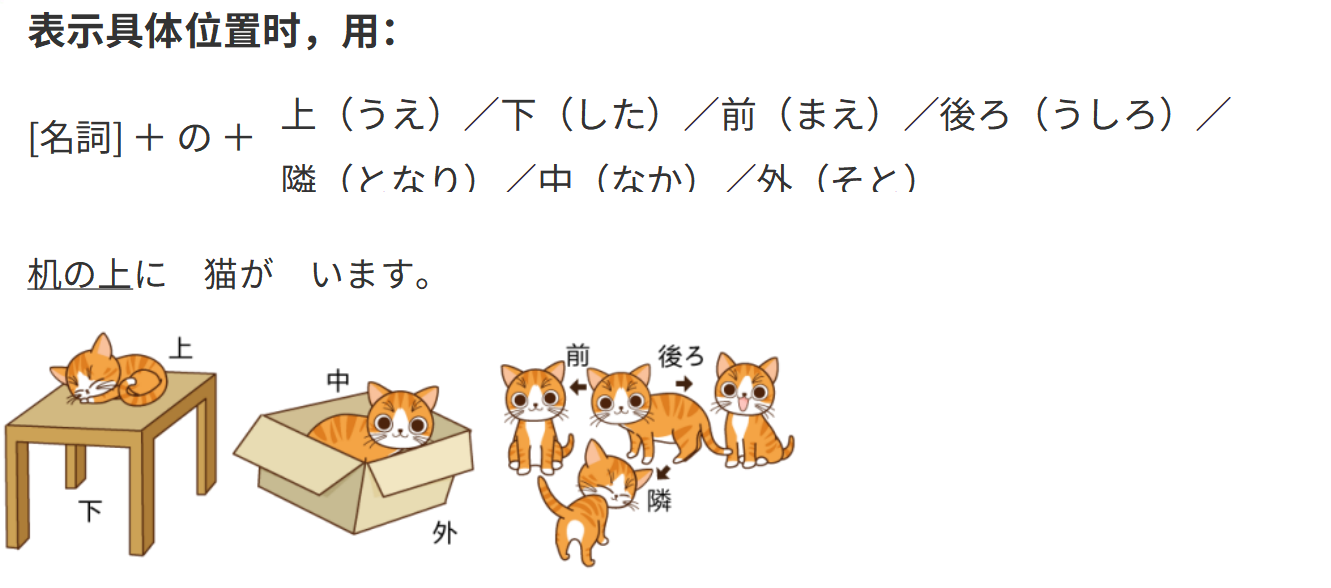 表示具体位置时，用：
[名詞] ＋ の ＋ 上（うえ）／下（した）／前（まえ）／後ろ（うしろ）／
隣（となり）／中（なか）／外（そと）
机の上に　猫が　います。
上
下
中
外
前
後ろ
隣